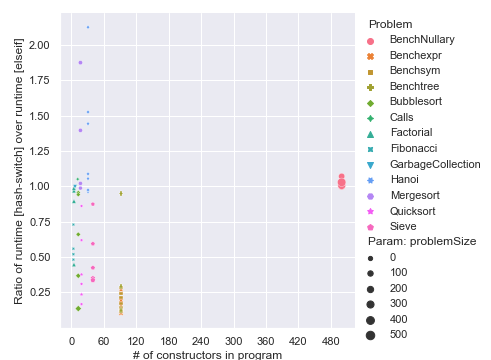 Ratio of runtime [hash-switch] over runtime [elseif]
2.00
1.75
1.50
1.25
1.00
0.75
0.50
0.25
0
60
120
180
240
300
360
420
480
# of constructors in program
Problem
BenchNullary
Benchexpr
Benchsym
Benchtree
Bubblesort
Calls
Factorial
Fibonacci
GarbageCollection
Hanoi
Mergesort
Quicksort
Sieve
Param: problemSize
0
100
200
300
400
500